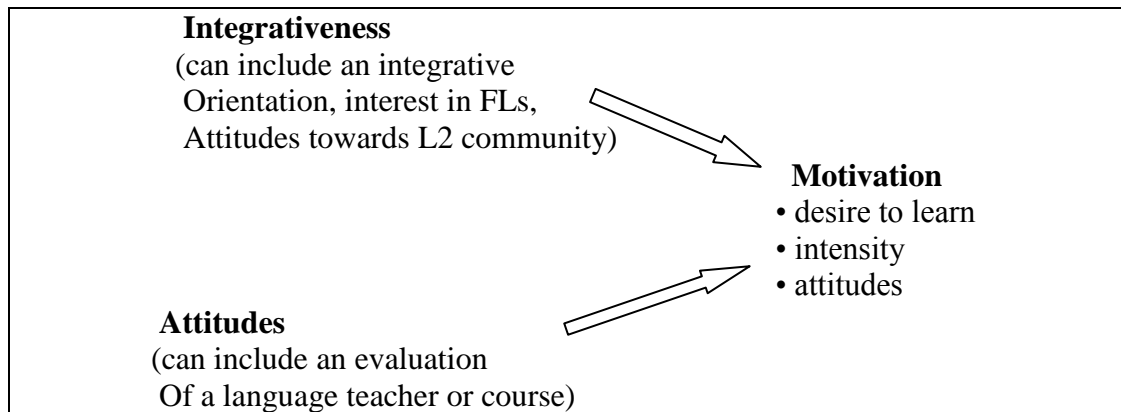 Integrativeness
(can include an integrative
Orientation, interest in FLs,
Attitudes towards L2 community)
Motivation
• desire to learn
• intensity
• attitudes
Attitudes
(can include an evaluation
Of a language teacher or course)